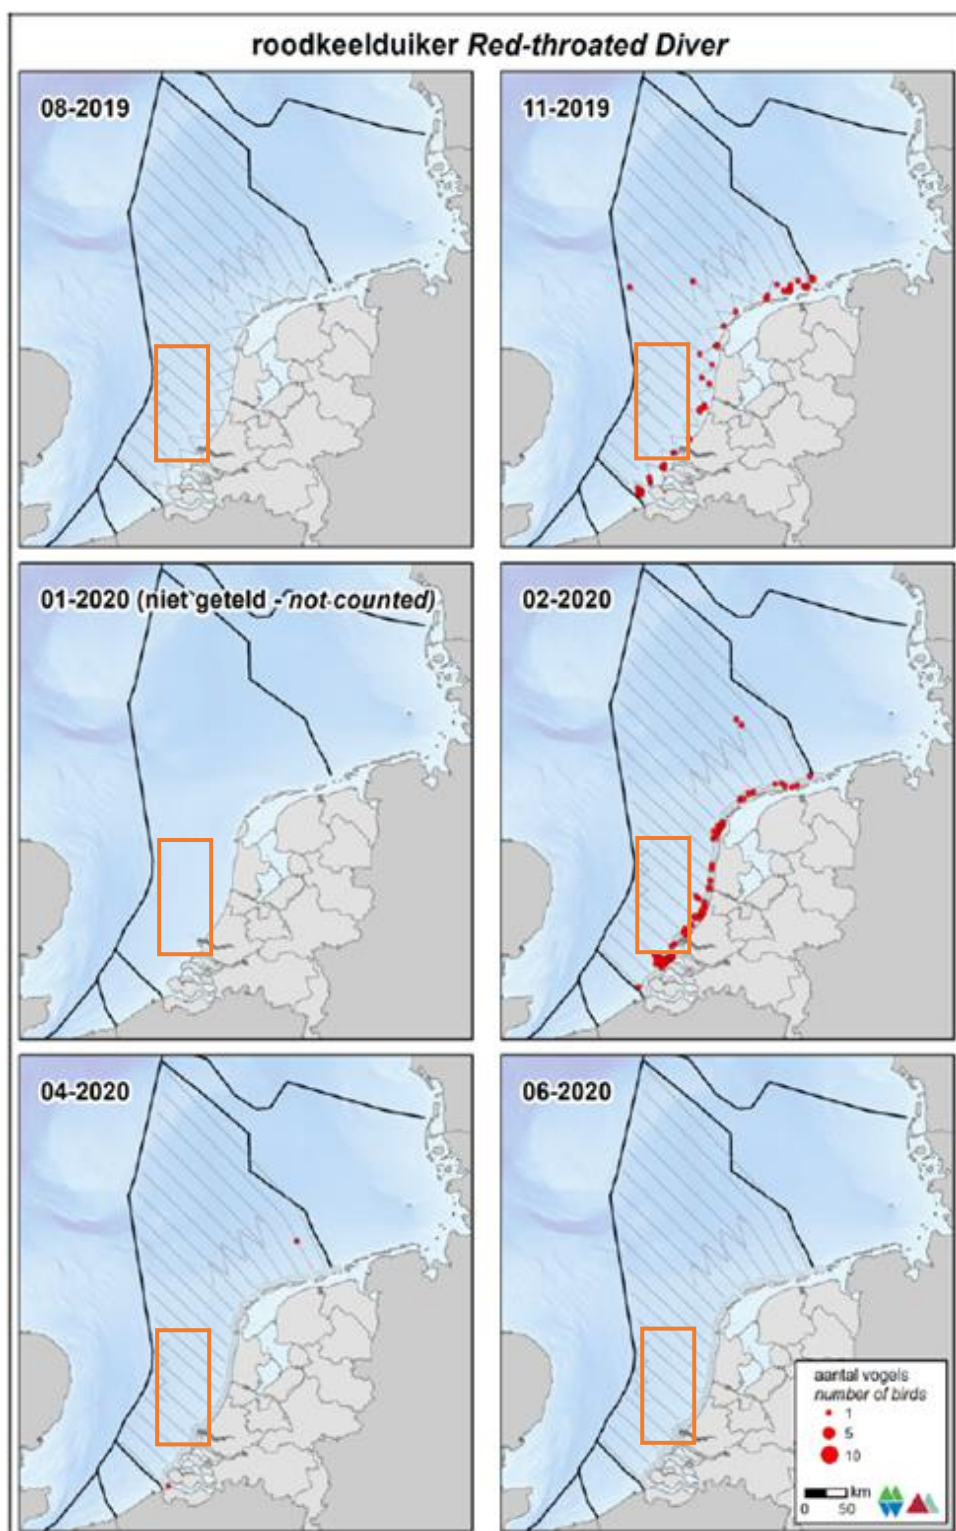 roodkeelduiker Red-throated Diver
08-2019
11-2019
01-2020 (niet geteld - not counted)
02-2020
04-2020
06-2020
aantal vogels
number of birds
1
5
10
km
0 50